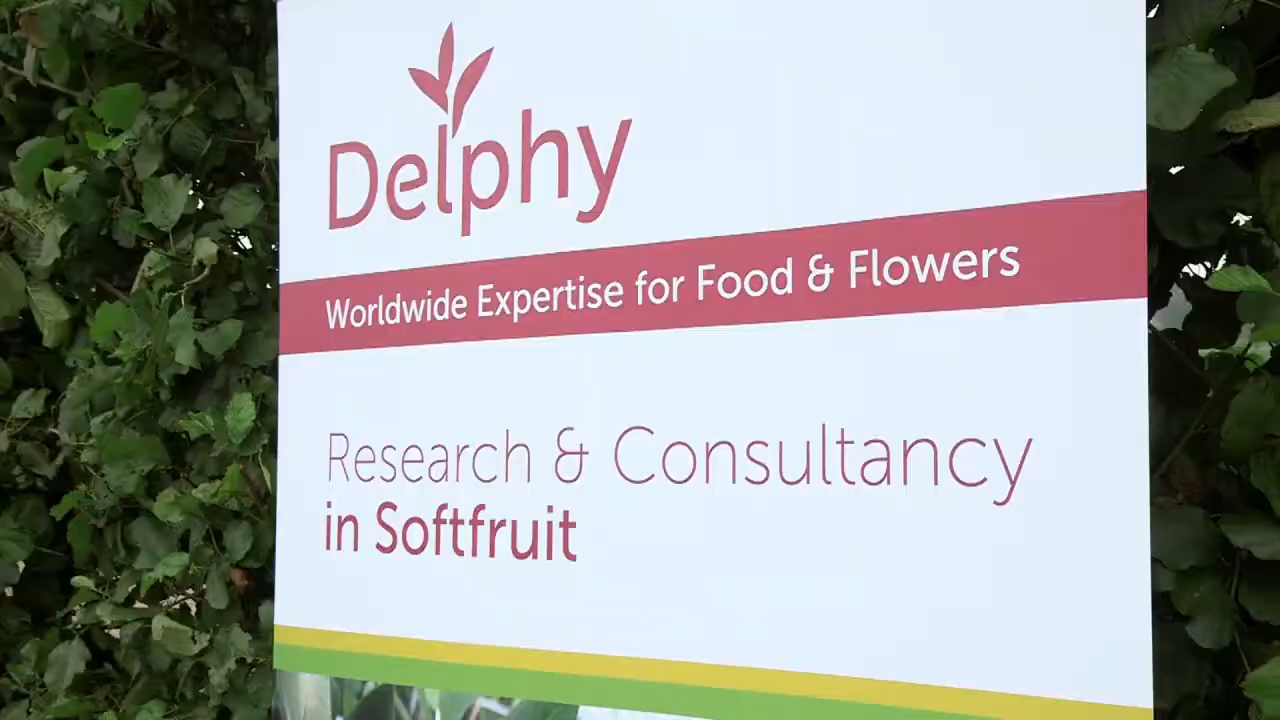 Delphy
Worldwide Expertise for Food & Flowers
Research & Consultancy
in Softfruit